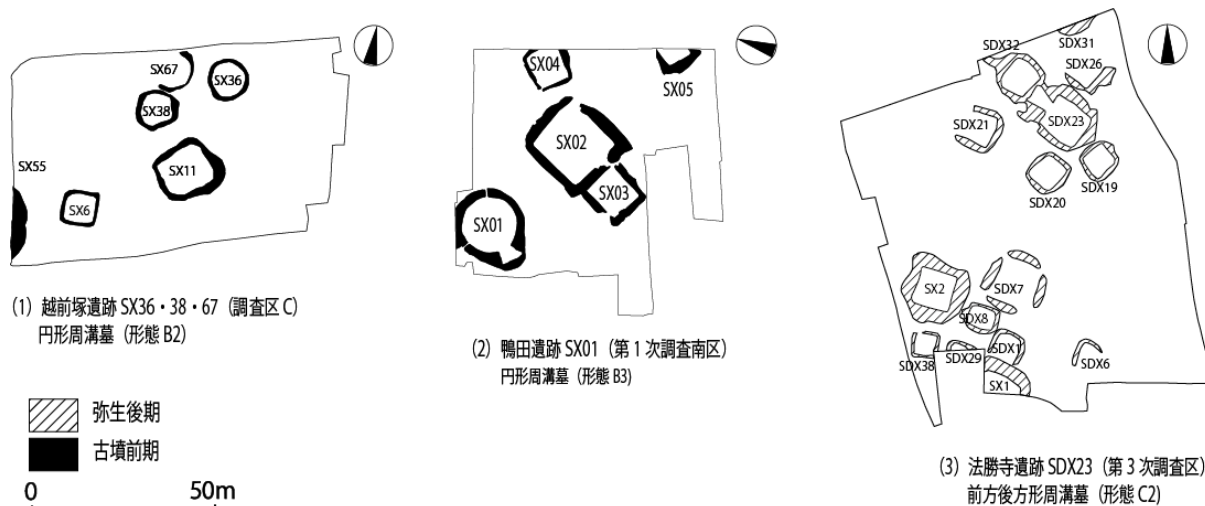 SX67
SX36
SX38
SX11
SX55
SX6
(1) 越前塚遺跡 SX36・38・67 (調査区 C)
円形周溝墓 (形態 B2)
SX04
SX05
SX02
SX03
SX01
(2) 鴨田遺跡 SX01 (第 1 次調査南区)
円形周溝墓 (形態 B3)
SDX32
SDX31
SDX26
SDX21
SDX23
SDX20
SDX19
SX2
SDX7
SDX8
SDX38
SDX29
SDX1
SDX6
SX1
(3) 法勝寺遺跡 SDX23 (第 3 次調査区)
前方後方形周溝墓 (形態 C2)
弥生後期
古墳前期
0 50m